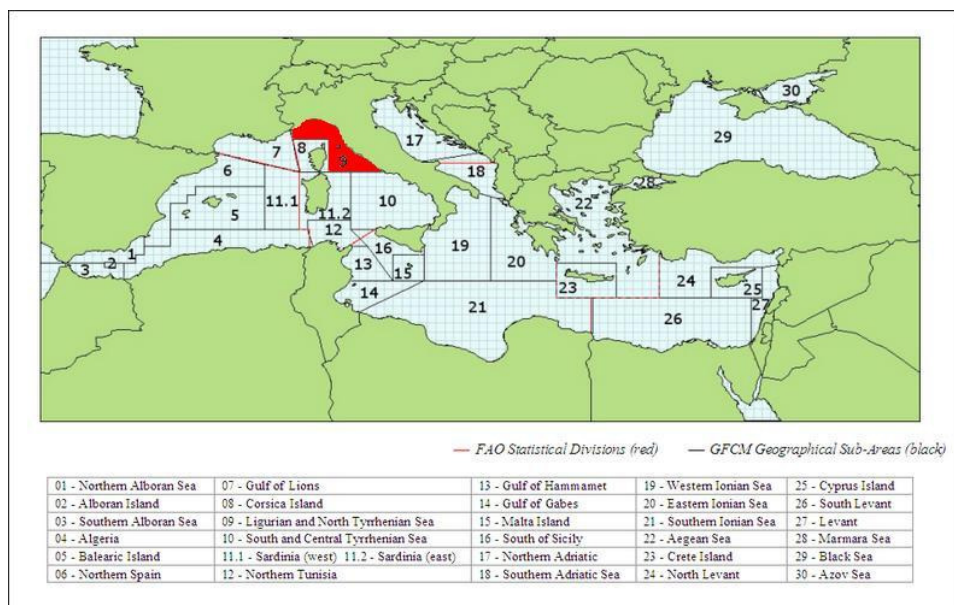 30
29
17
7
8
9
18
28
6
22
11.1
10
5
11.2
12
16
19
4
20
1
13
15
24
3
2
23
25
14
21
26
27
FAO Statistical Divisions (red)
GFCM Geographical Sub-Areas (black)
01 - Northern Alboran Sea
02 - Alboran Island
03 - Southern Alboran Sea
04 - Algeria
05 - Balearic Island
06 - Northern Spain
07 - Gulf of Lions
08 - Corsica Island
09 - Ligurian and North Tyrrhenian Sea
10 - South and Central Tyrrhenian Sea
11.1 - Sardinia (west) 11.2 - Sardinia (east)
12 - Northern Tunisia
13 - Gulf of Hammamet
14 - Gulf of Gabes
15 - Malta Island
16 - South of Sicily
17 - Northern Adriatic
18 - Southern Adriatic Sea
19 - Western Ionian Sea
20 - Eastern Ionian Sea
21 - Southern Ionian Sea
22 - Aegean Sea
23 - Crete Island
24 - North Levant
25 - Cyprus Island
26 - South Levant
27 - Levant
28 - Marmara Sea
29 - Black Sea
30 - Azov Sea